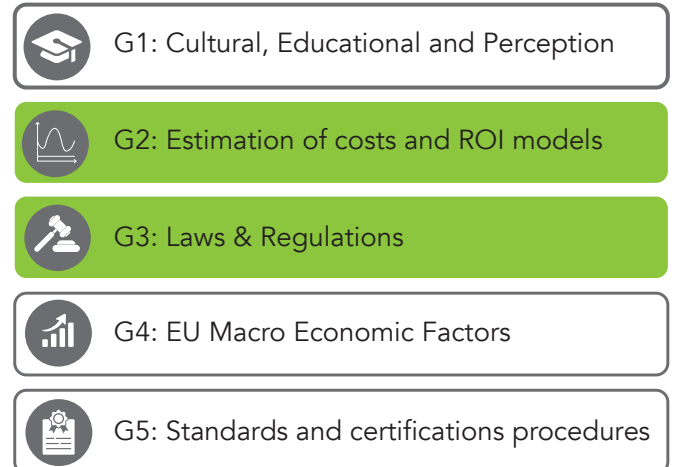 G1: Cultural, Educational and Perception
G2: Estimation of costs and ROI models
G3: Laws & Regulations
G4: EU Macro Economic Factors
G5: Standards and certifications procedures